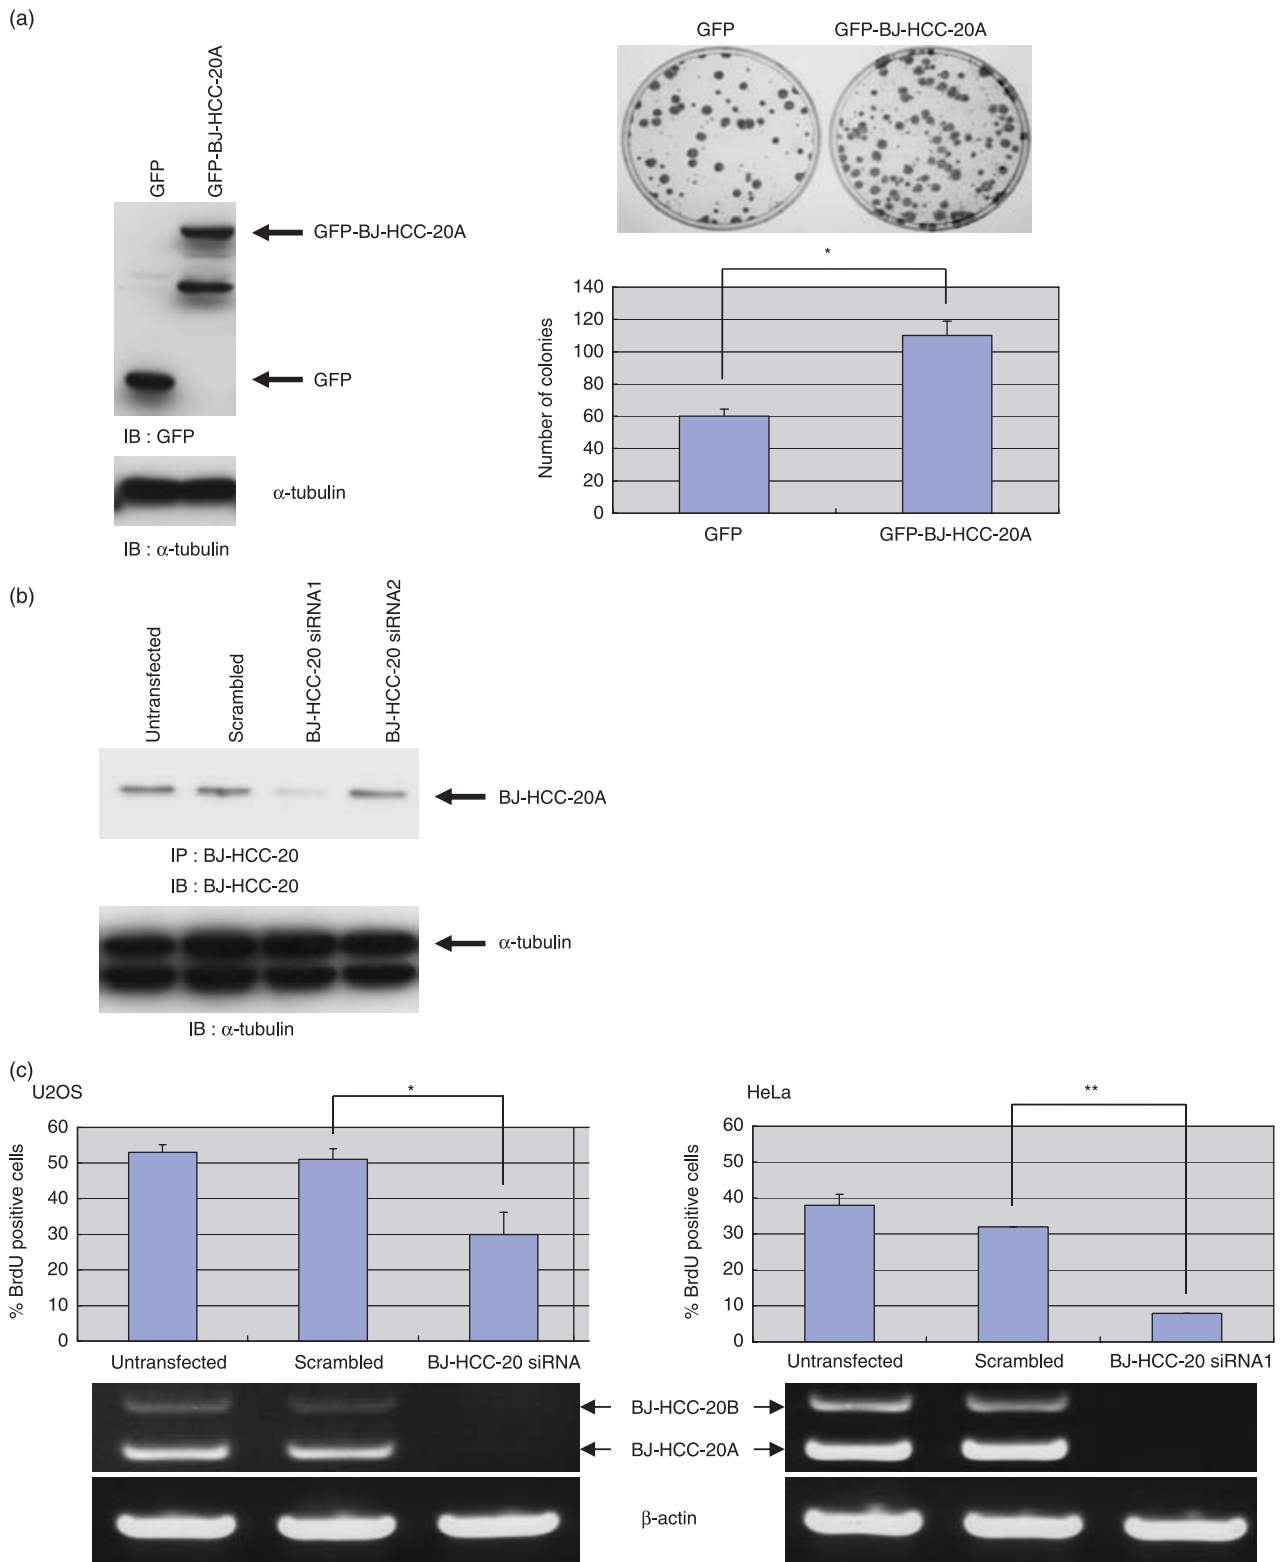 (a)
GFP
GFP-BJ-HCC-20A
GFP-BJ-HCC-20A
GFP
IB : GFP
α-tubulin
IB : α-tubulin
GFP GFP-BJ-HCC-20A
*
Number of colonies
140
120
100
80
60
40
20
0
GFP GFP-BJ-HCC-20A
(b)
Untransfected
Scrambled
BJ-HCC-20 siRNA1
BJ-HCC-20 siRNA2
BJ-HCC-20A
IP : BJ-HCC-20
IB : BJ-HCC-20
α-tubulin
IB : α-tubulin
(c)
U2OS
*
% BrdU positive cells
60
50
40
30
20
10
0
Untransfected Scrambled BJ-HCC-20 siRNA
HeLa
**
% BrdU positive cells
60
50
40
30
20
10
0
Untransfected Scrambled BJ-HCC-20 siRNA1
BJ-HCC-20B
BJ-HCC-20A
β-actin